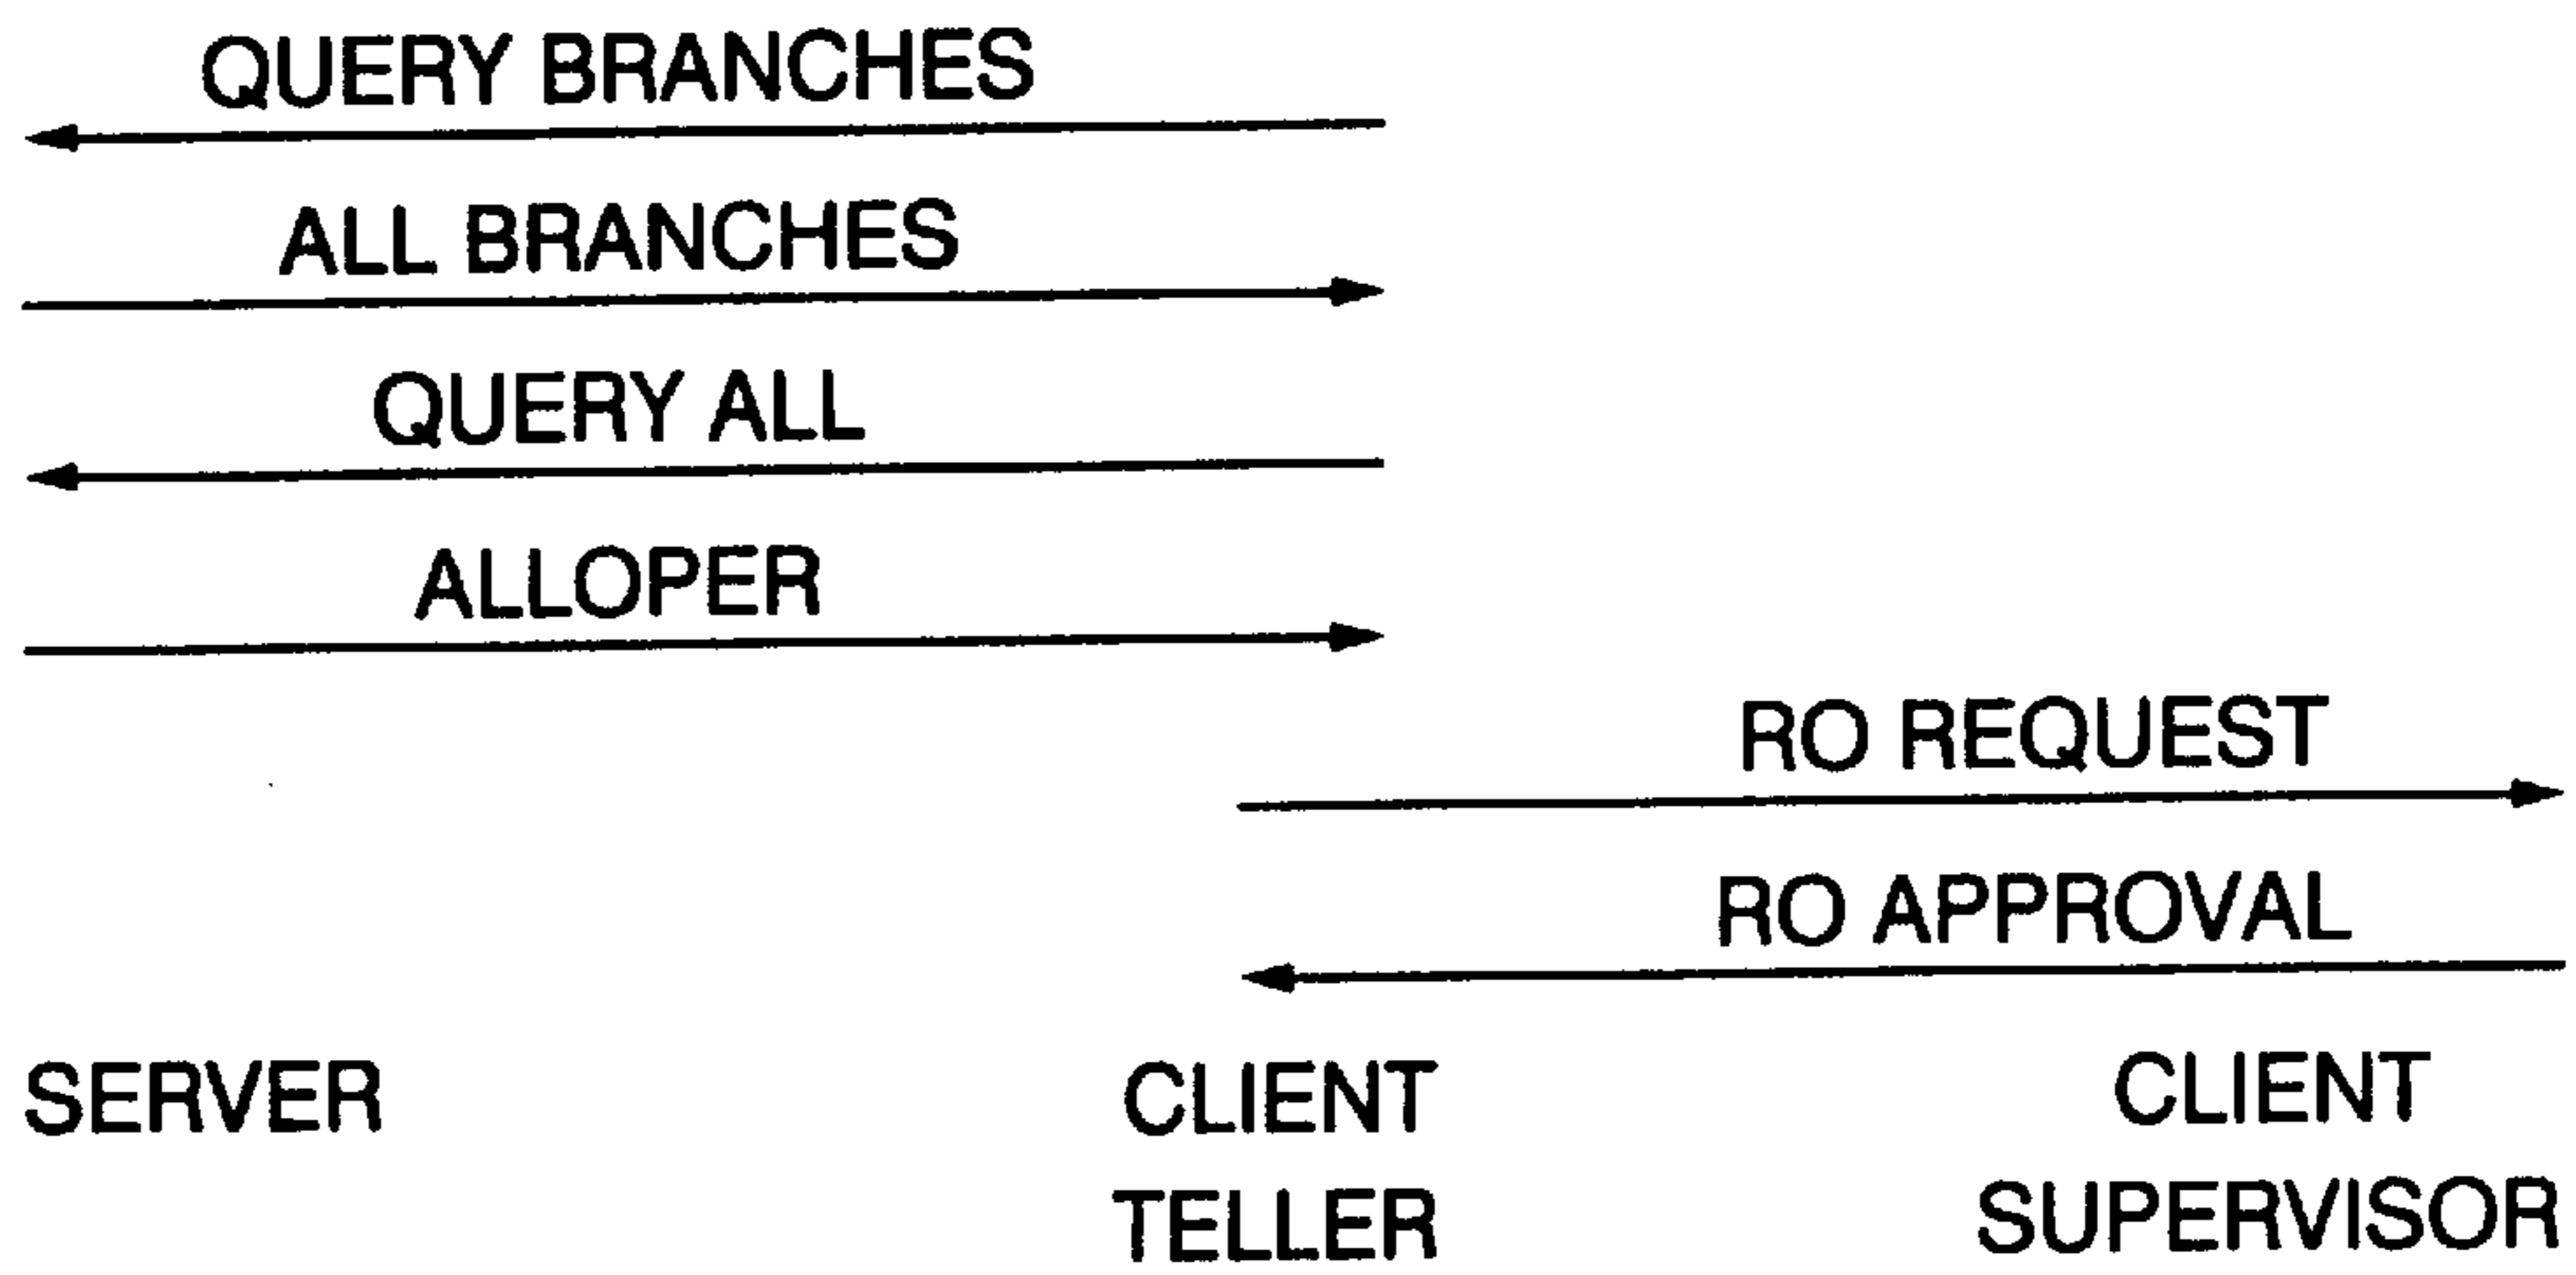 QUERY BRANCHES
ALL BRANCHES
QUERY ALL
ALLOPER
RO REQUEST
RO APPROVAL
SERVER
CLIENT
TELLER
CLIENT
SUPERVISOR